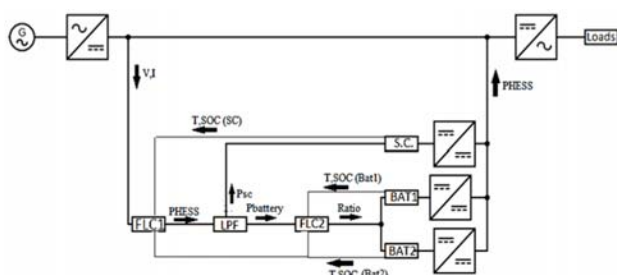 G
Loads
V,I
PHESS
T,SOC (SC)
S.C.
Psc
T,SOC (Bat1)
PHESS
Pbattery
Ratio
BAT1
FLC1
LPF
FLC2
BAT2
T,SOC (Bat2)